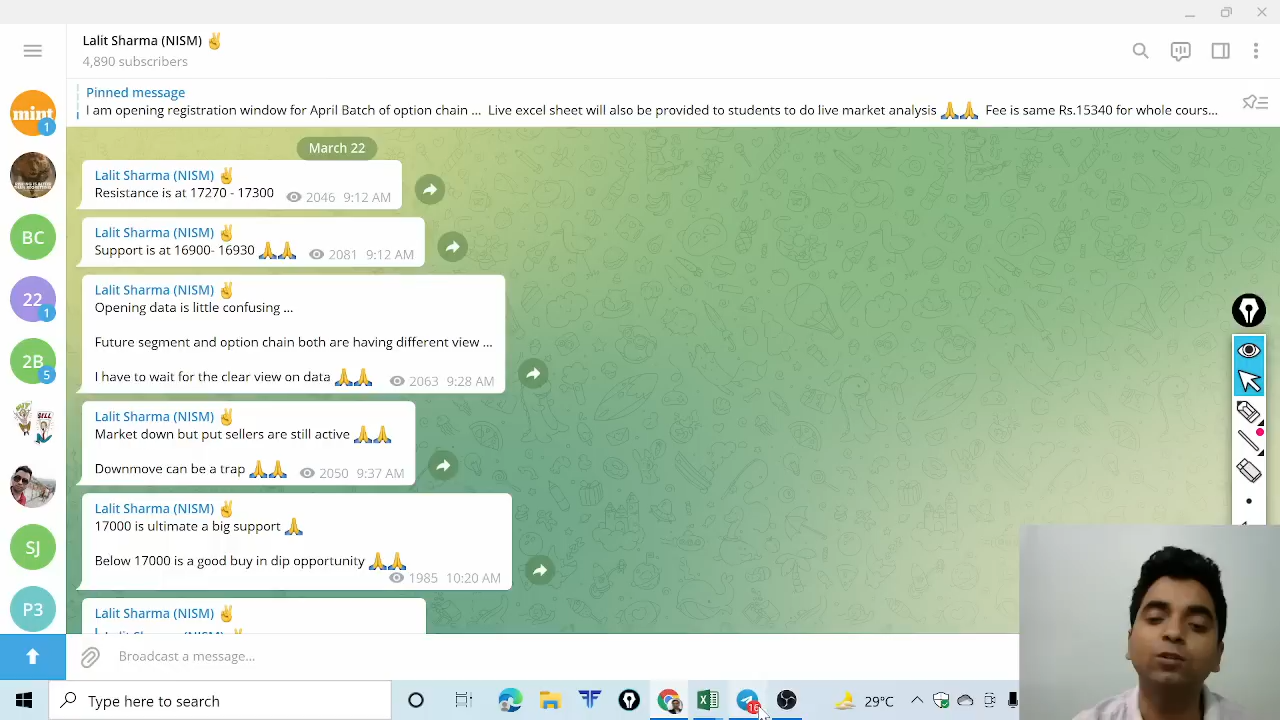 Lalit Sharma (NISM) ✌
4,890 subscribers
Pinned message
I am opening registration window for April Batch of option chain ... Live excel sheet will also be provided to students to do live market analysis 🙏🙏 Fee is same Rs.15340 for whole cours...
March 22
Lalit Sharma (NISM) ✌
Resistance is at 17270 - 17300 2046 9:12 AM
Lalit Sharma (NISM) ✌
Support is at 16900- 16930 🙏🙏 2081 9:12 AM
Lalit Sharma (NISM) ✌
Opening data is little confusing ...
Future segment and option chain both are having different view ...
I have to wait for the clear view on data 🙏🙏 2063 9:28 AM
Lalit Sharma (NISM) ✌
Market down but put sellers are still active 🙏🙏
Downmove can be a trap 🙏🙏 2050 9:37 AM
Lalit Sharma (NISM) ✌
17000 is ultimate a big support 🙏
Below 17000 is a good buy in dip opportunity 🙏🙏
1985 10:20 AM
Lalit Sharma (NISM) ✌
mint
1
BC
22
1
2B
5
SJ
P3
Broadcast a message...
Type here to search
29°C